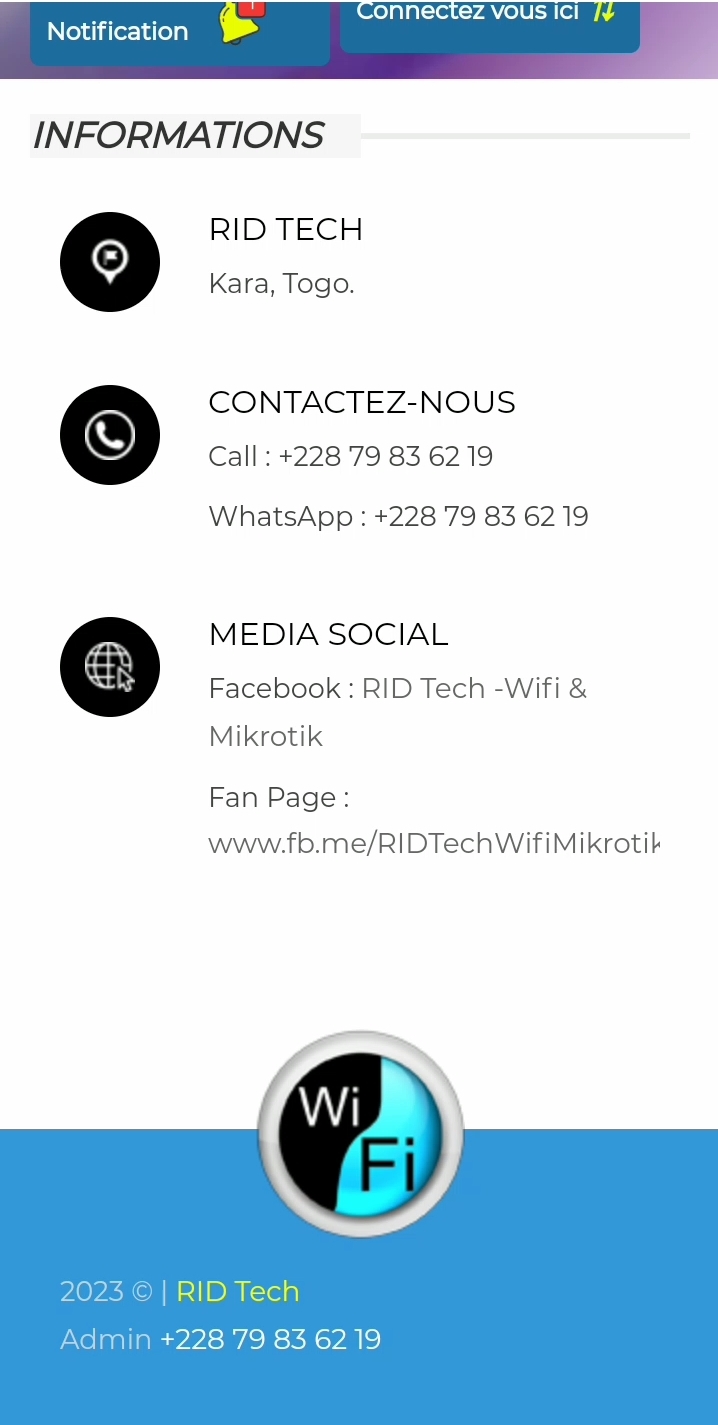 Notification
Connectez vous ici
INFORMATIONS
RID TECH
Kara, Togo.
CONTACTEZ-NOUS
Call : +228 79 83 62 19
WhatsApp : +228 79 83 62 19
MEDIA SOCIAL
Facebook : RID Tech -Wifi &
Mikrotik
Fan Page :
www.fb.me/RIDTechWifiMikrotik
Wi
Fi
2023 © | RID Tech
Admin +228 79 83 62 19